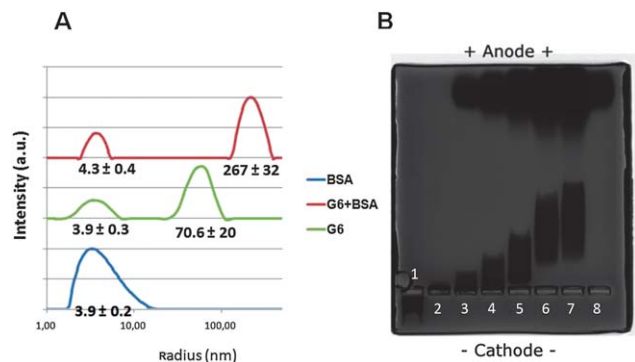 A
Intensity (a.u.)
4.3 ± 0.4
267 ± 32
3.9 ± 0.3
70.6 ± 20
3.9 ± 0.2
1,00
10,00
100,00
Radius (nm)
BSA
G6+BSA
G6
B
+ Anode +
1 2 3 4 5 6 7 8
- Cathode -